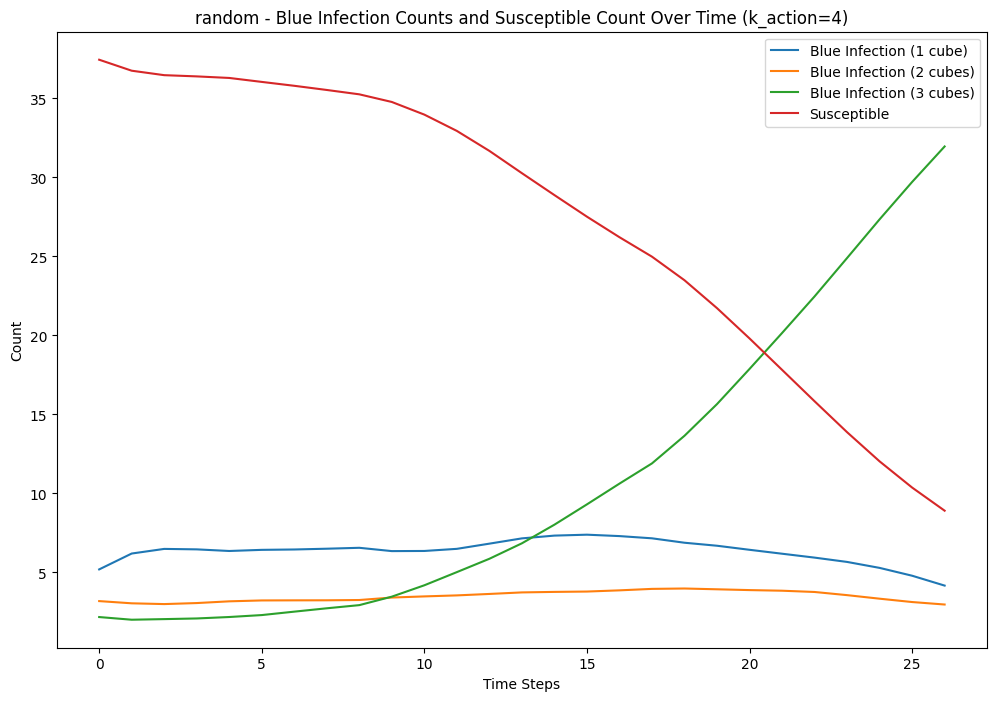 random - Blue Infection Counts and Susceptible Count Over Time (k_action=4)
Blue Infection (1 cube)
Blue Infection (2 cubes)
Blue Infection (3 cubes)
Susceptible
Count
35
30
25
20
15
10
5
0
5
10
15
20
25
Time Steps